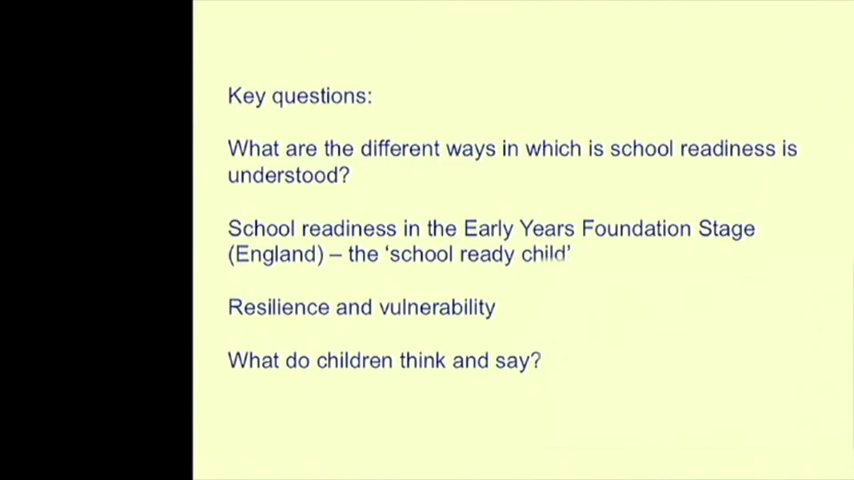 Key questions:
What are the different ways in which is school readiness is
understood?
School readiness in the Early Years Foundation Stage
(England) – the ‘school ready child’
Resilience and vulnerability
What do children think and say?